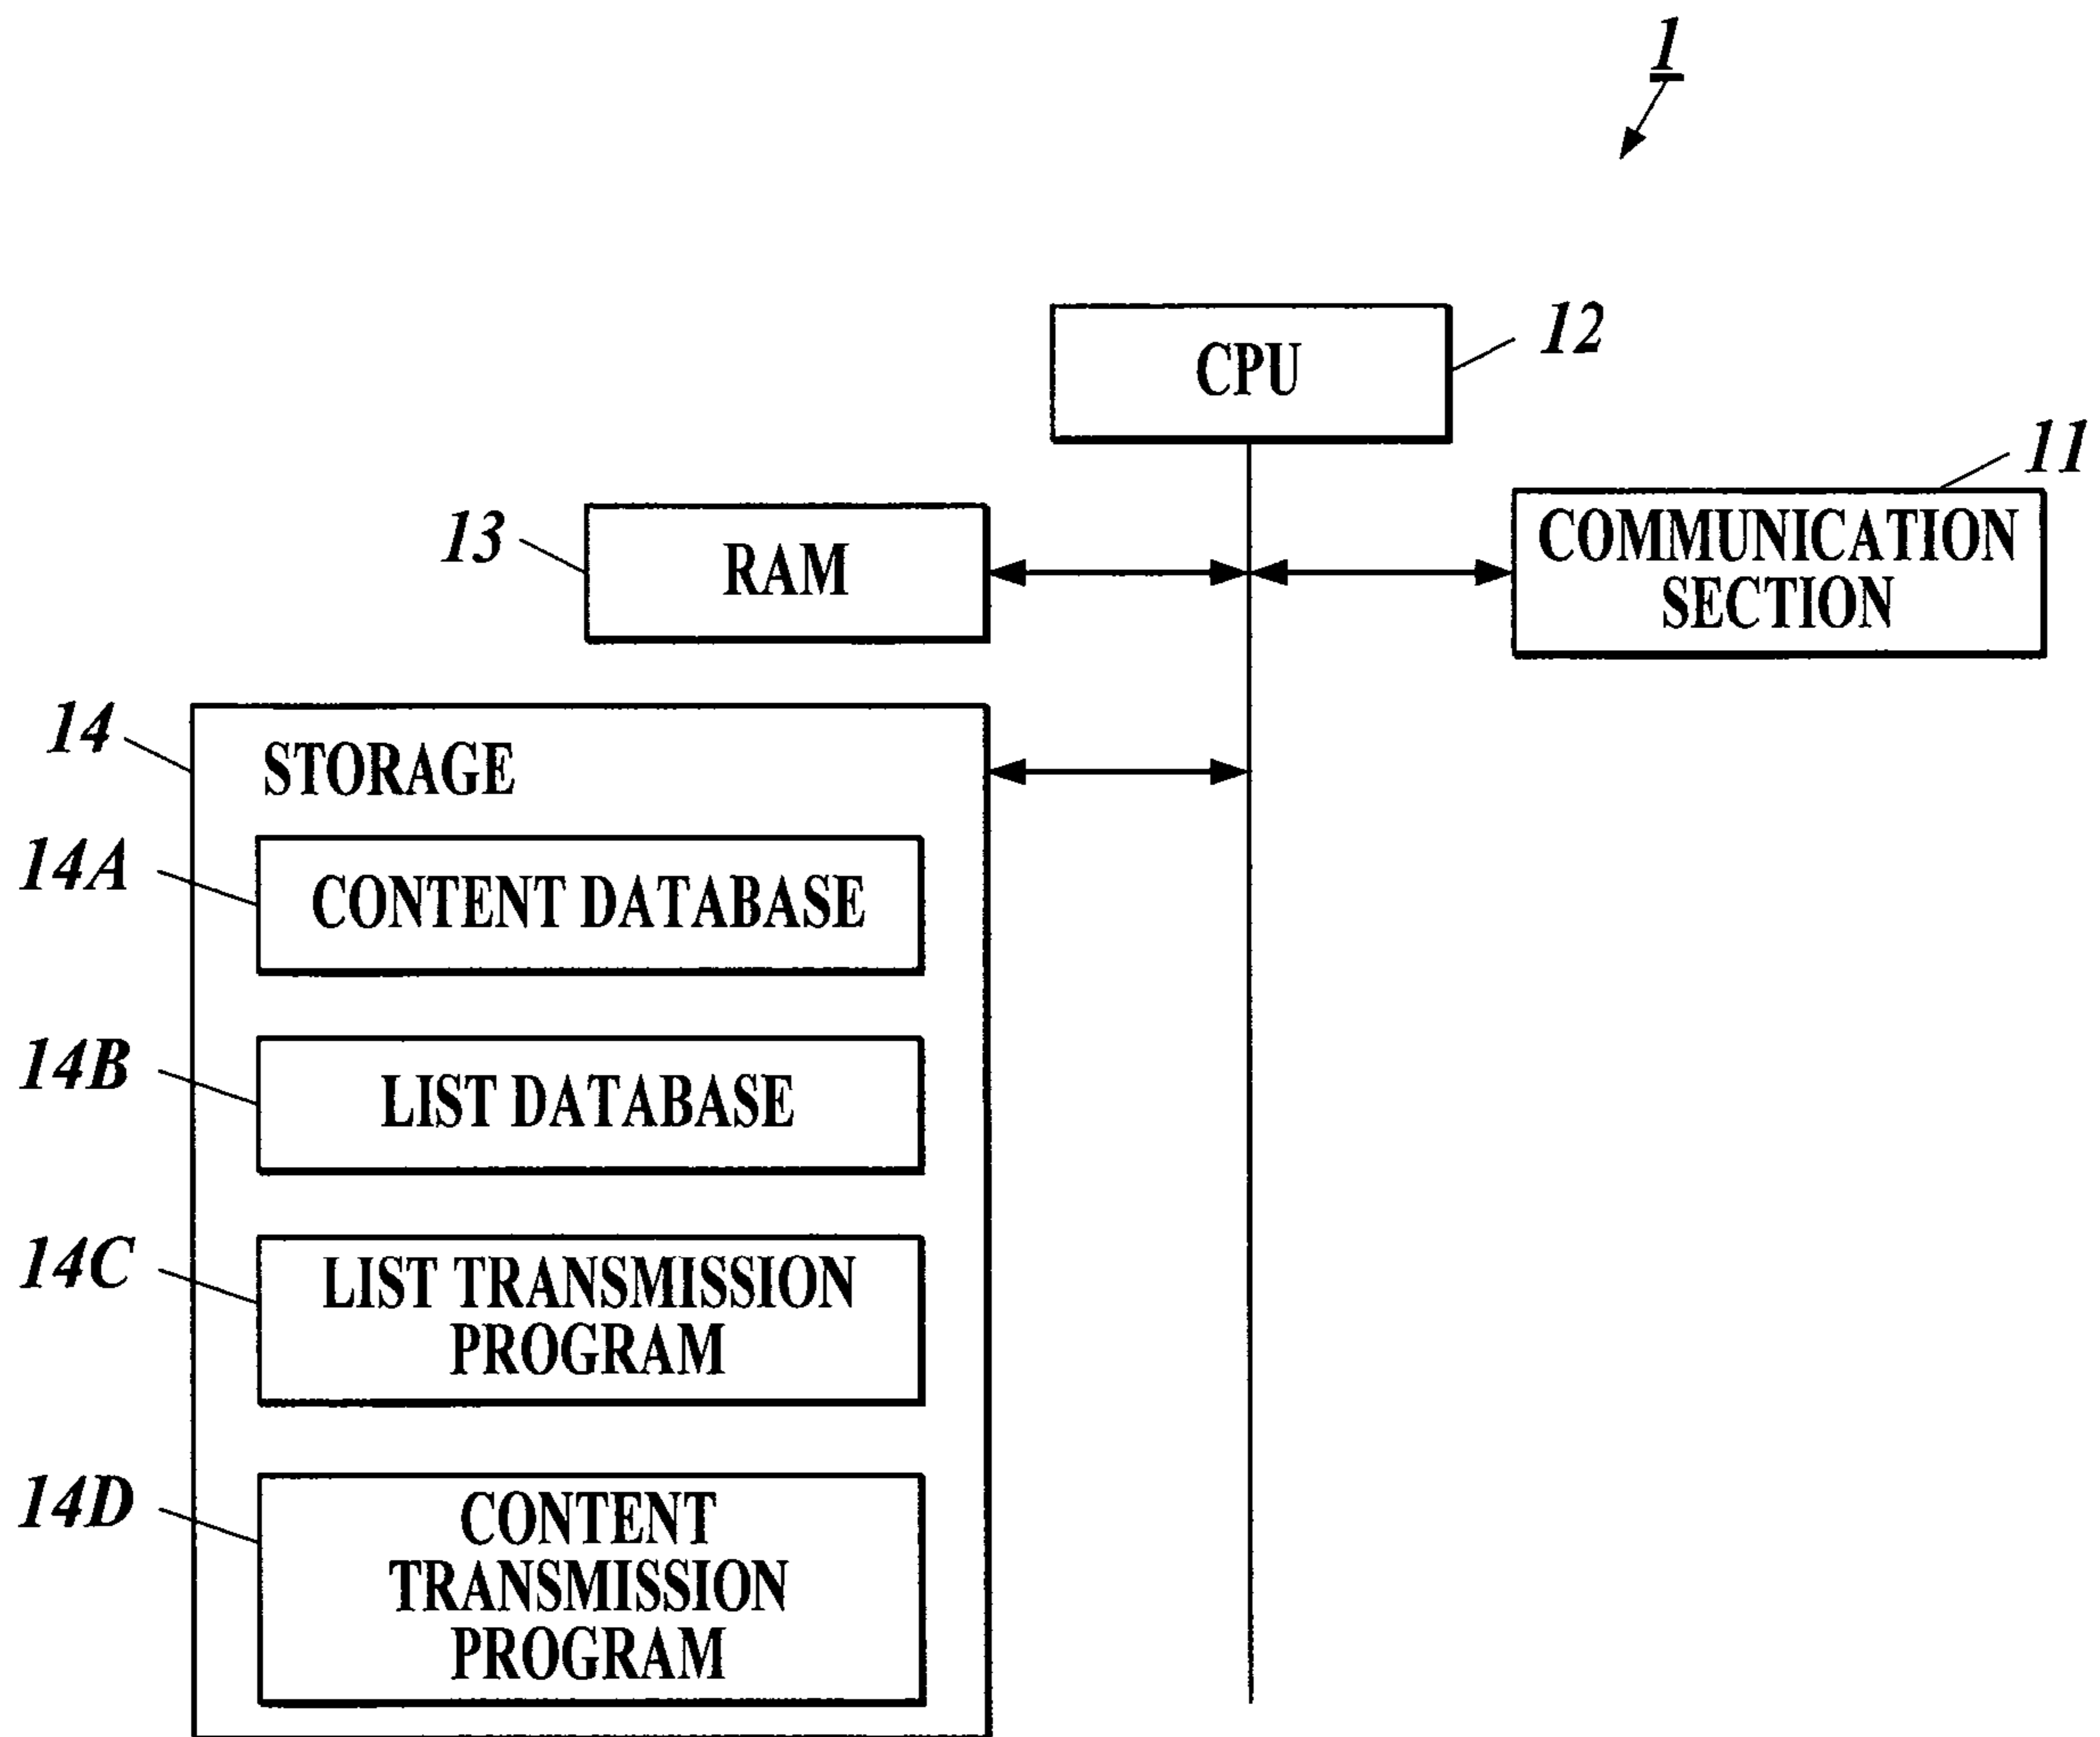 1
CPU
12
11
13
RAM
COMMUNICATION
SECTION
14
STORAGE
14A
CONTENT DATABASE
14B
LIST DATABASE
14C
LIST TRANSMISSION
PROGRAM
14D
CONTENT
TRANSMISSION
PROGRAM